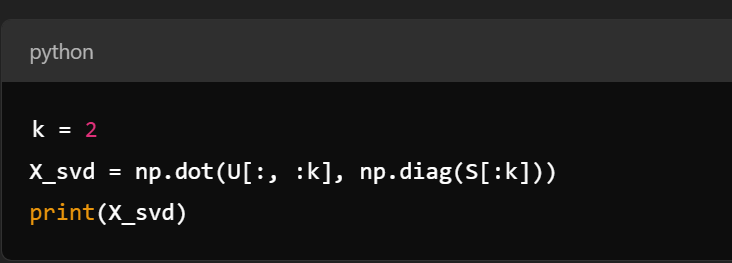 python
k = 2
X_svd = np.dot(U[:, :k], np.diag(S[:k]))
print(X_svd)